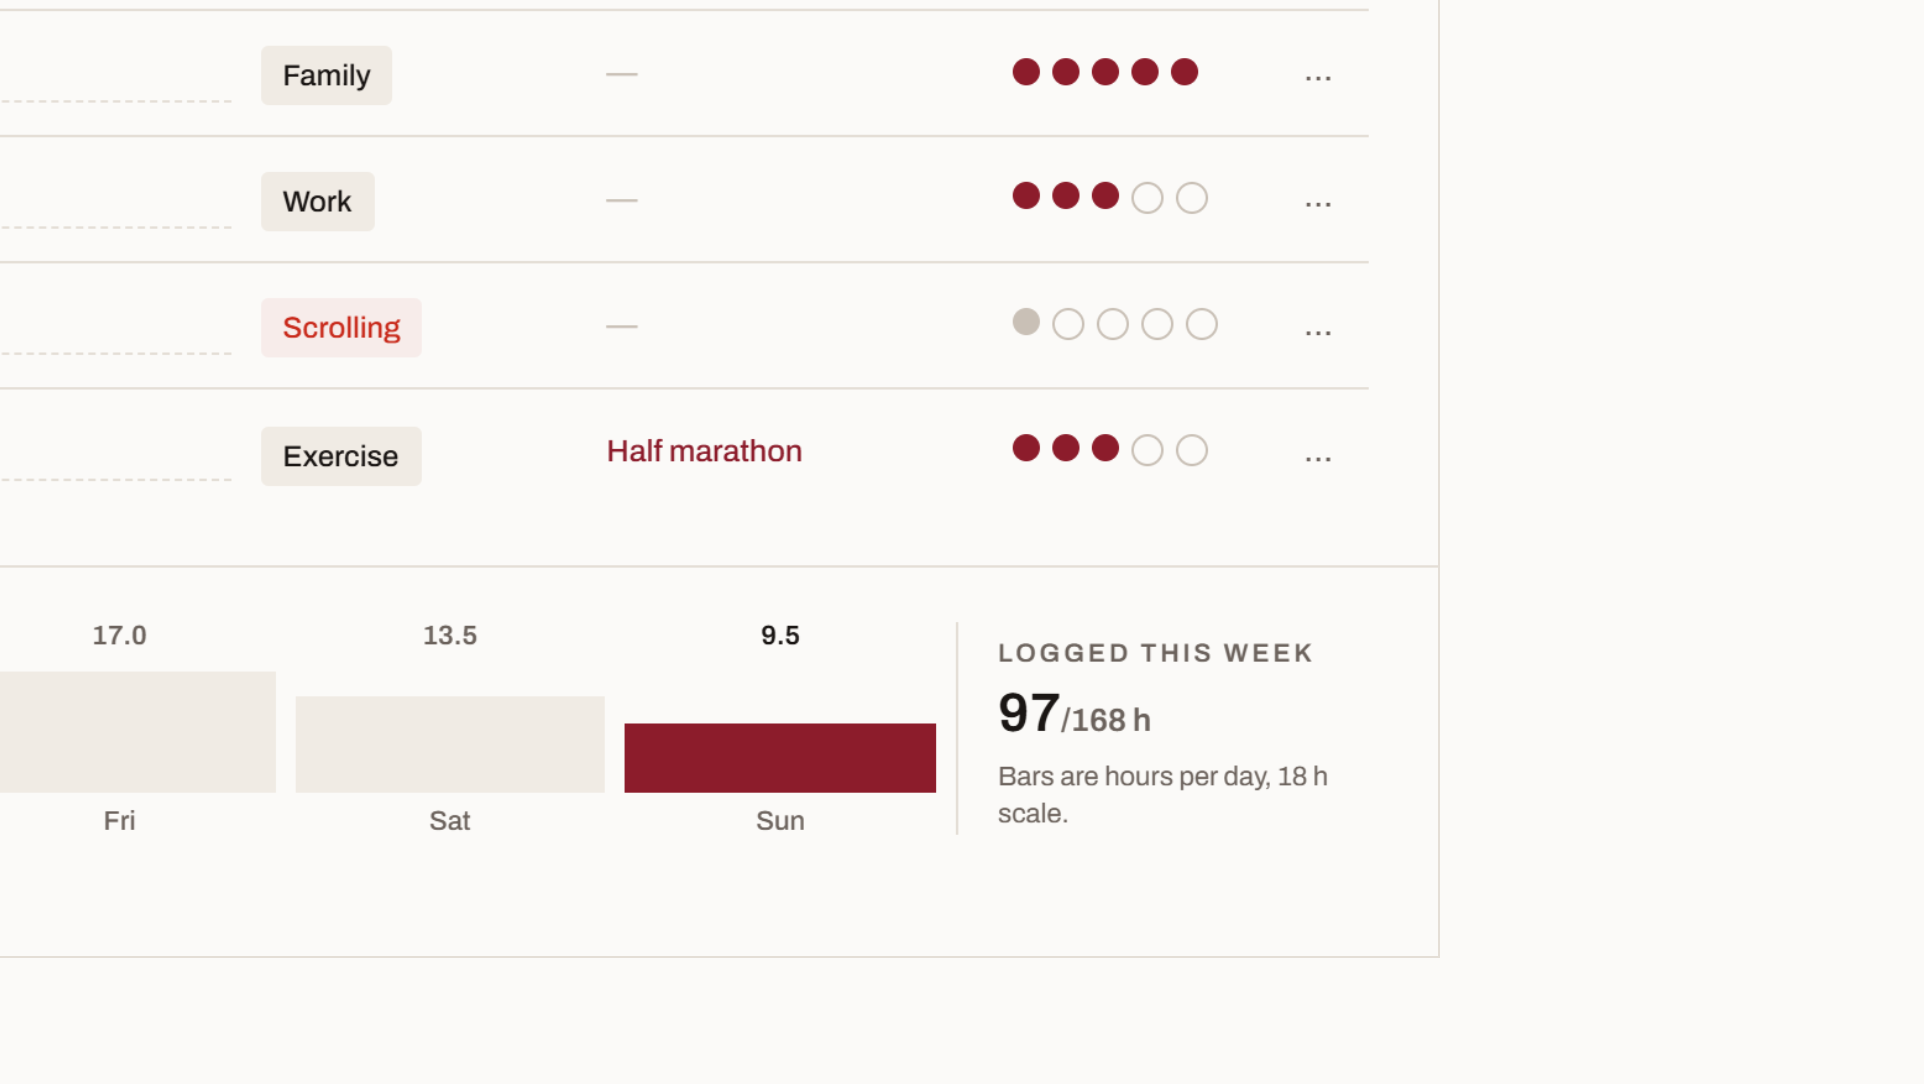 Family — ...
Work — ...
Scrolling — ...
Exercise Half marathon ...
17.0 13.5 9.5
Fri Sat Sun
LOGGED THIS WEEK
97/168 h
Bars are hours per day, 18 h
scale.